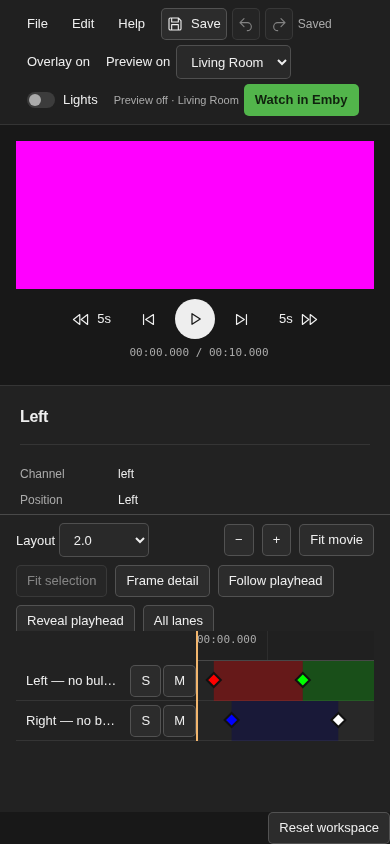 File Edit Help Save Saved
Overlay on Preview on Living Room
Lights Preview off · Living Room Watch in Emby
5s 5s
00:00.000 / 00:10.000
Left
Channel left
Position Left
Layout 2.0 − + Fit movie
Fit selection Frame detail Follow playhead
Reveal playhead All lanes
00:00.000
Left — no bul... S M
Right — no b... S M
Reset workspace